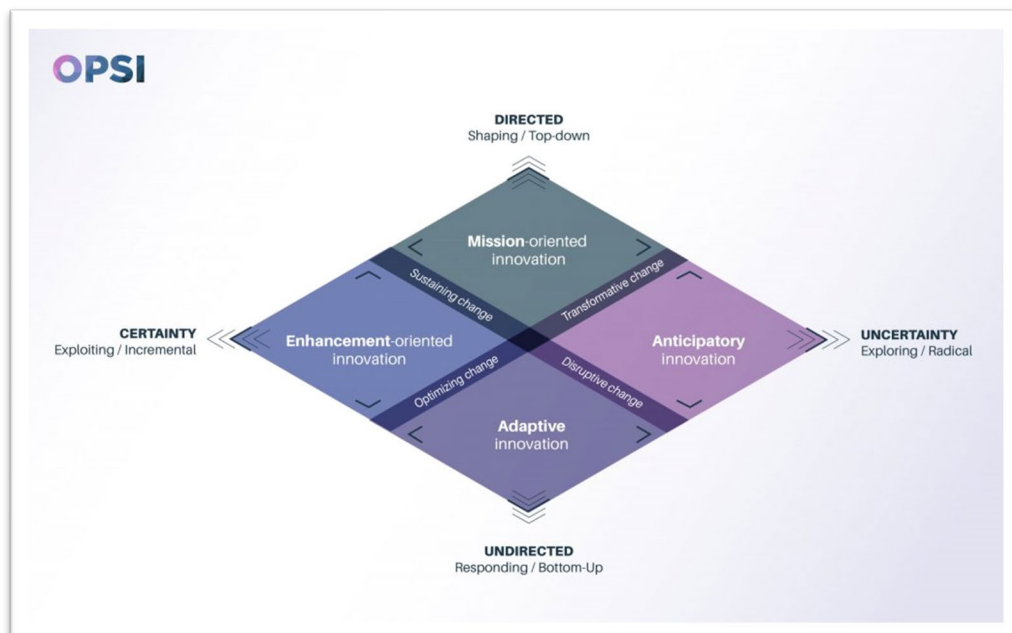 OPSI
DIRECTED
Shaping / Top-down
Mission-oriented
innovation
Sustaining change
Transformative change
CERTAINTY
Exploiting / Incremental
Enhancement-oriented
innovation
Anticipatory
innovation
UNCERTAINTY
Exploring / Radical
Optimizing change
Disruptive change
Adaptive
innovation
UNDIRECTED
Responding / Bottom-Up